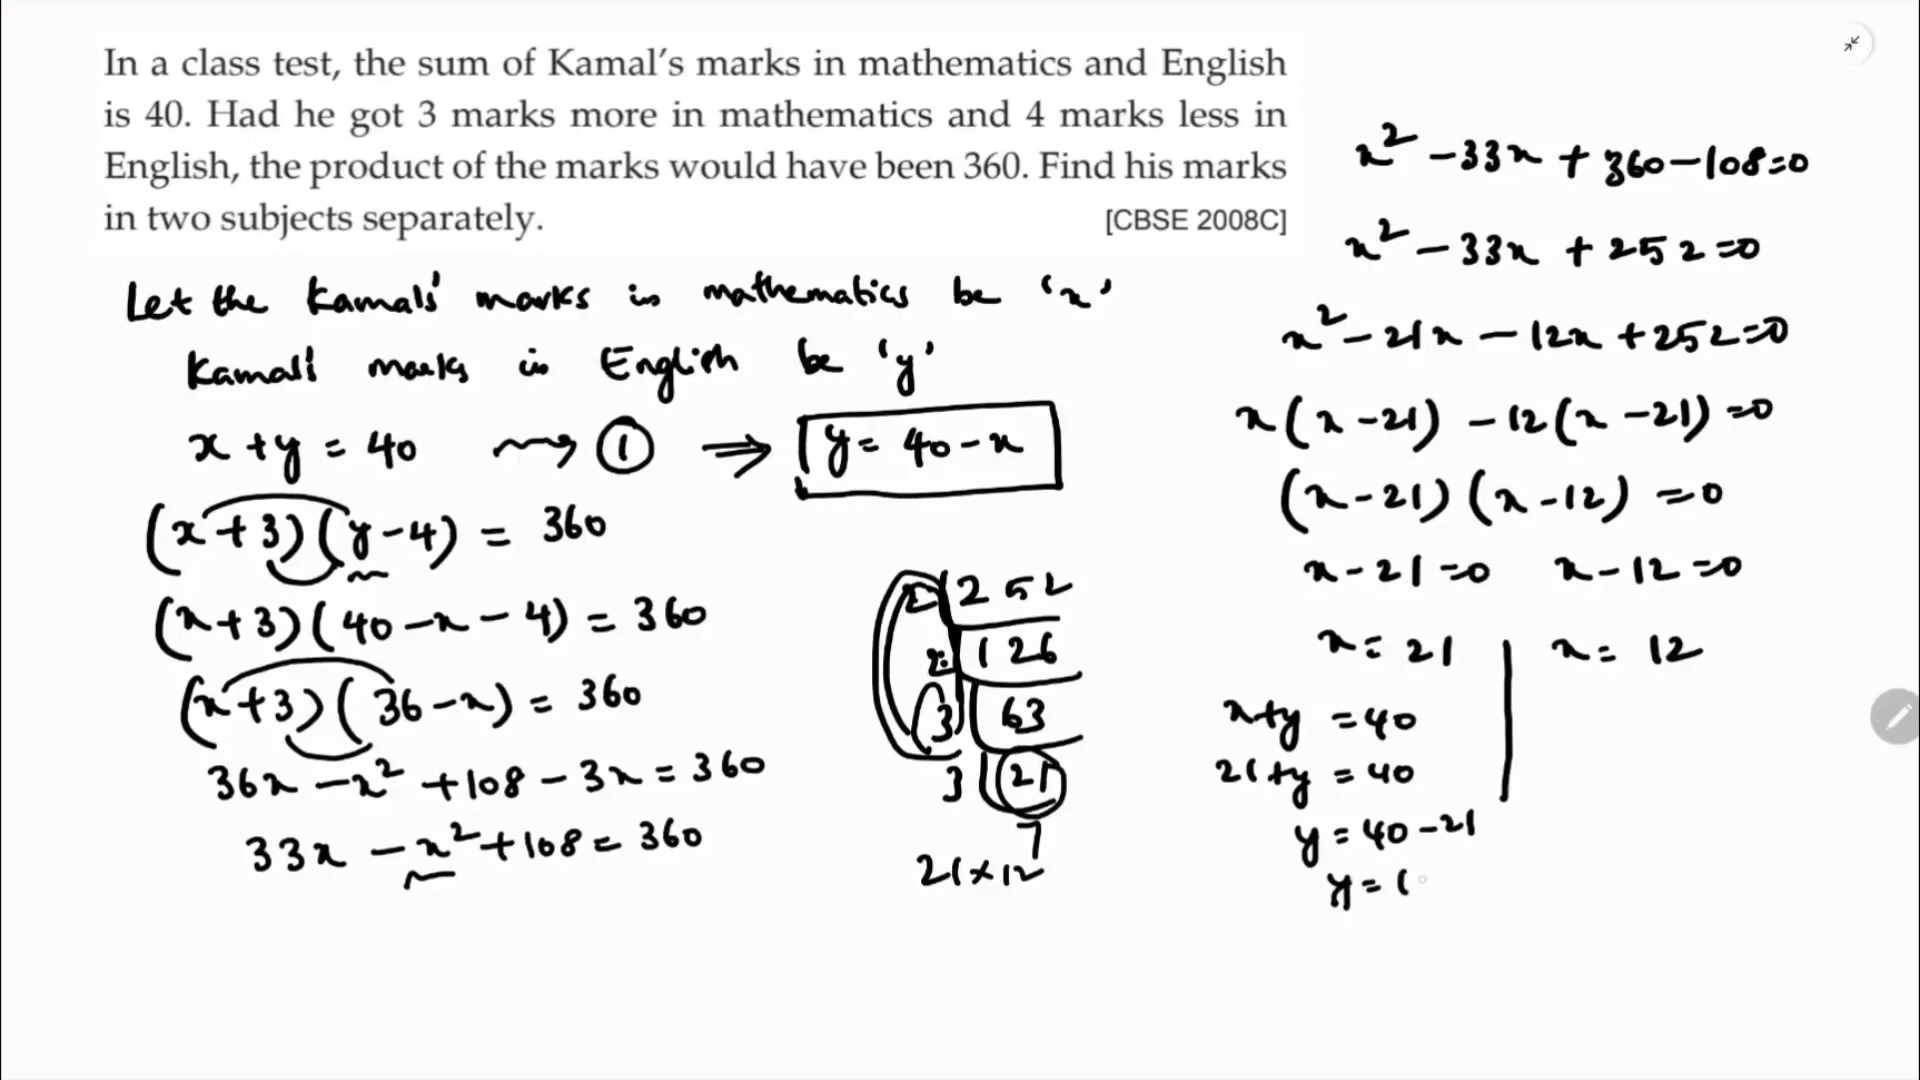 In a class test, the sum of Kamal's marks in mathematics and English
is 40. Had he got 3 marks more in mathematics and 4 marks less in
English, the product of the marks would have been 360. Find his marks
in two subjects separately. [CBSE 2008C]
Let the Kamals' marks in mathematics be 'x'
Kamal's marks in English be 'y'
x + y = 40 ⇝ ① ⇒ y = 40 - x
(x + 3)(y - 4) = 360
(x + 3)(40 - x - 4) = 360
(x + 3)(36 - x) = 360
36x - x² + 108 - 3x = 360
33x - x² + 108 = 360
2 | 252
2 | 126
3 | 63
3 | 21
7
21 × 12
x² - 33x + 360 - 108 = 0
x² - 33x + 252 = 0
x² - 21x - 12x + 252 = 0
x(x - 21) - 12(x - 21) = 0
(x - 21)(x - 12) = 0
x - 21 = 0 x - 12 = 0
x = 21 x = 12
x + y = 40
21 + y = 40
y = 40 - 21
y = (